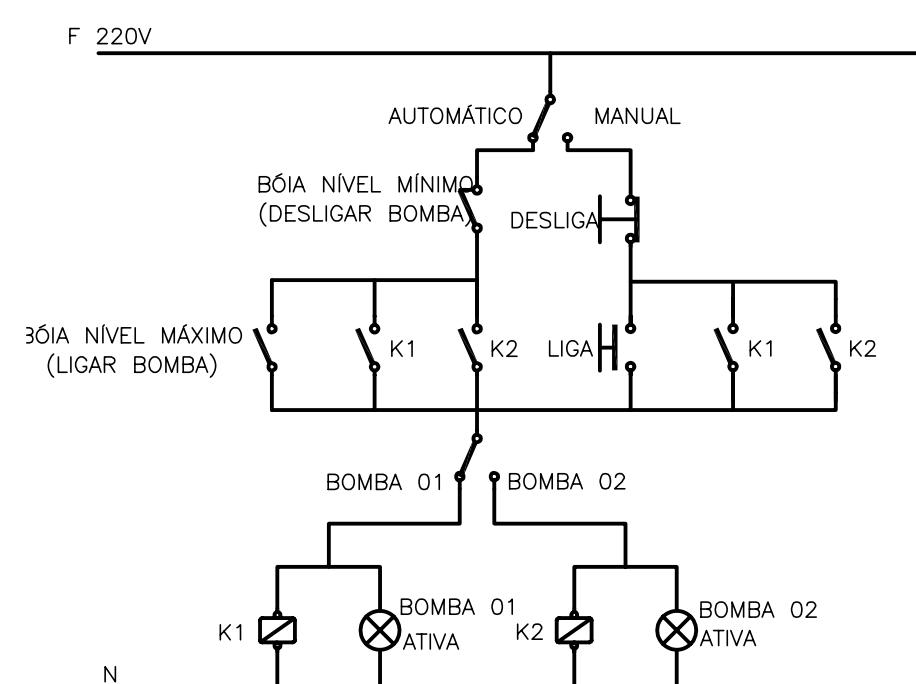 F 220V
AUTOMÁTICO
MANUAL
BÓIA NÍVEL MÍNIMO
(DESLIGAR BOMBA)
DESLIGA
BÓIA NÍVEL MÁXIMO
(LIGAR BOMBA)
K1
K2
LIGA
K1
K2
BOMBA 01
BOMBA 02
K1
BOMBA 01
ATIVA
K2
BOMBA 02
ATIVA
N